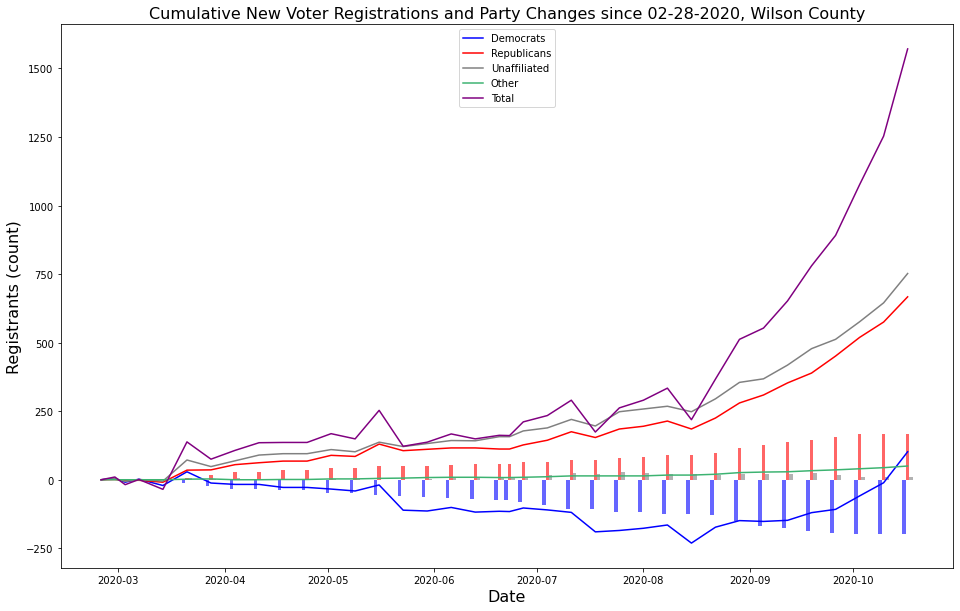 Cumulative New Voter Registrations and Party Changes since 02-28-2020, Wilson County
Democrats
Republicans
Unaffiliated
Other
Total
Registrants (count)
1500
1250
1000
750
500
250
0
−250
2020-03
2020-04
2020-05
2020-06
2020-07
2020-08
2020-09
2020-10
Date